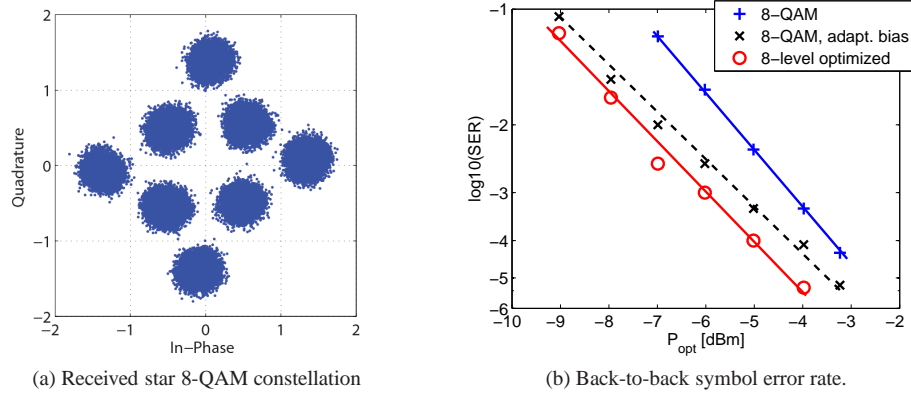 2
1
0
−1
−2
−2
−1
0
1
2
Quadrature
In−Phase
(a) Received star 8-QAM constellation
8−QAM
8−QAM, adapt. bias
8−level optimized
−1
−2
−3
−4
−5
−6
−10
−9
−8
−7
−6
−5
−4
−3
−2
log10(SER)
Popt [dBm]
(b) Back-to-back symbol error rate.